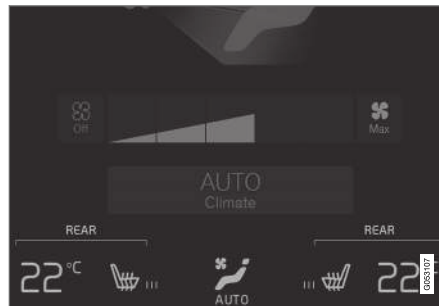 Off
Max
AUTO
Climate
REAR
REAR
22°C
22°
AUTO
G053107